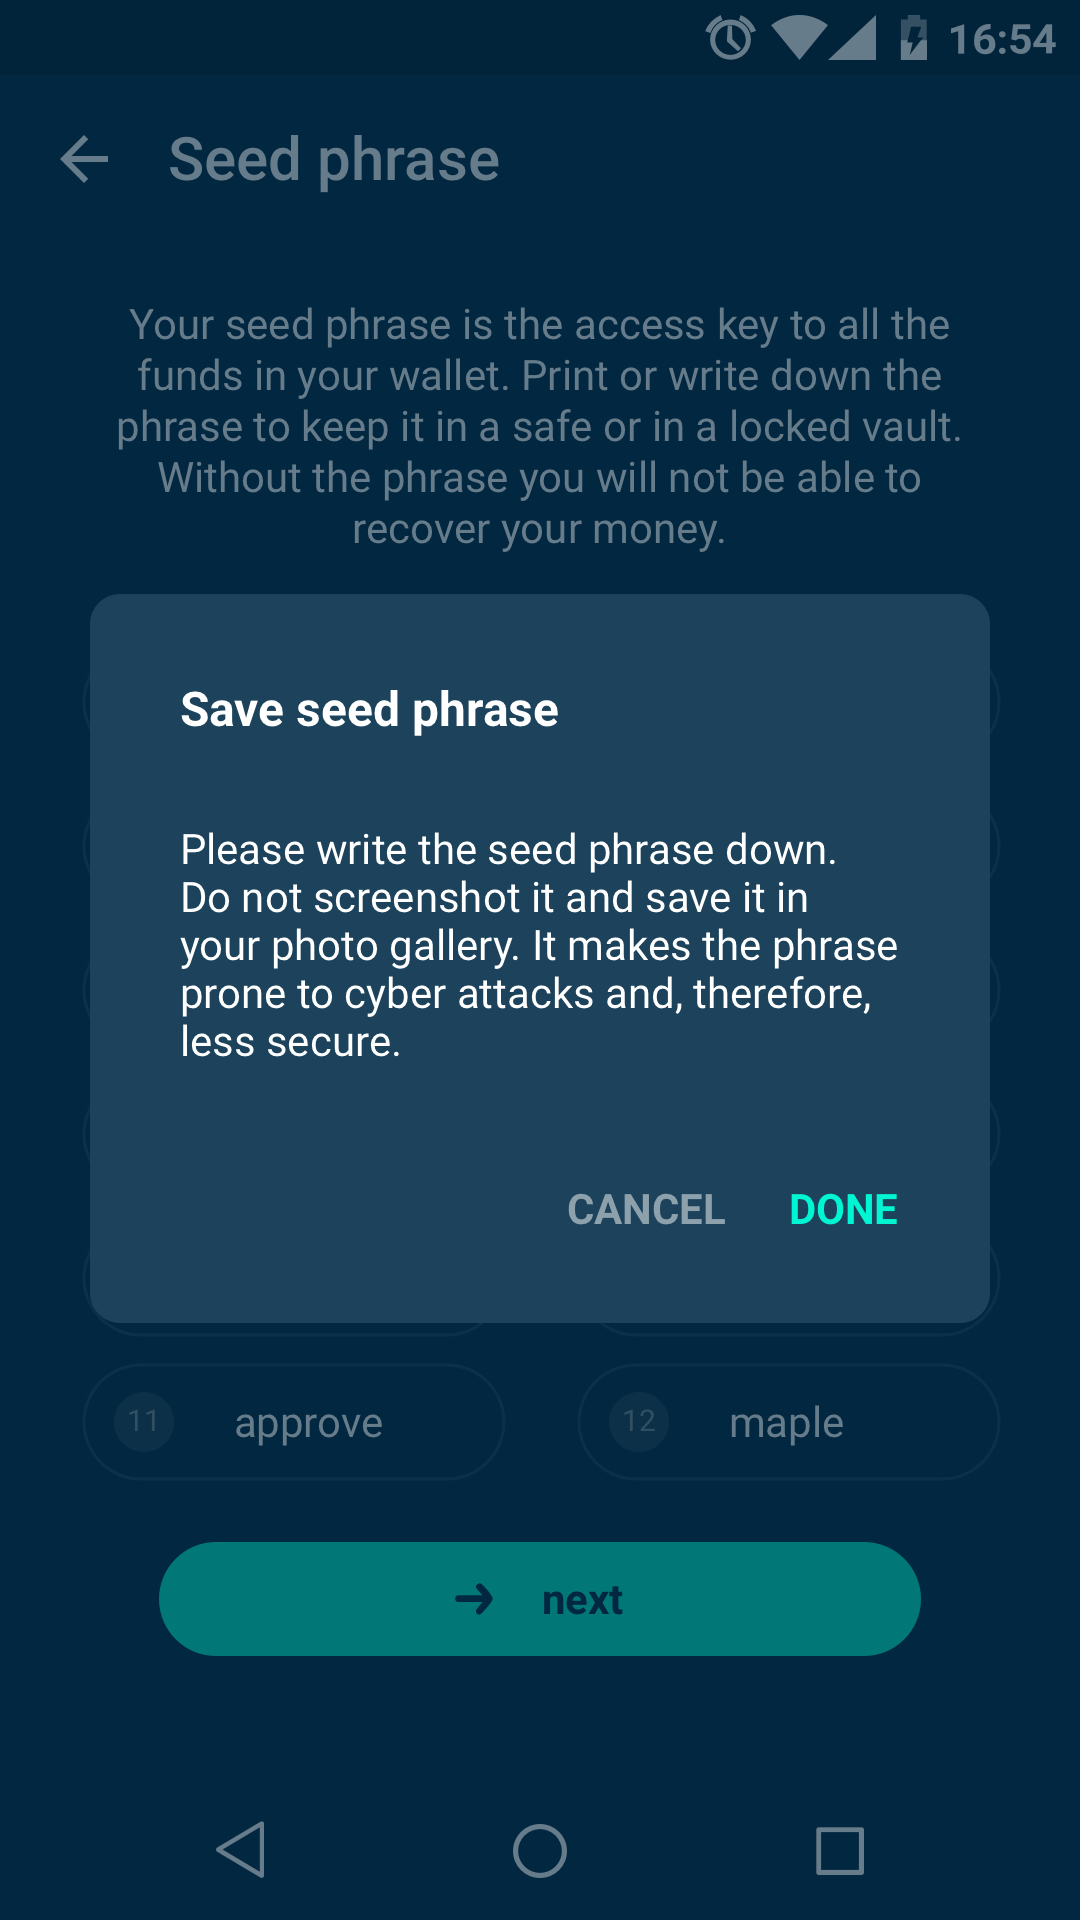 16:54
Seed phrase
Your seed phrase is the access key to all the
funds in your wallet. Print or write down the
phrase to keep it in a safe or in a locked vault.
Without the phrase you will not be able to
recover your money.
Save seed phrase
Please write the seed phrase down.
Do not screenshot it and save it in
your photo gallery. It makes the phrase
prone to cyber attacks and, therefore,
less secure.
CANCEL DONE
11 approve 12 maple
next